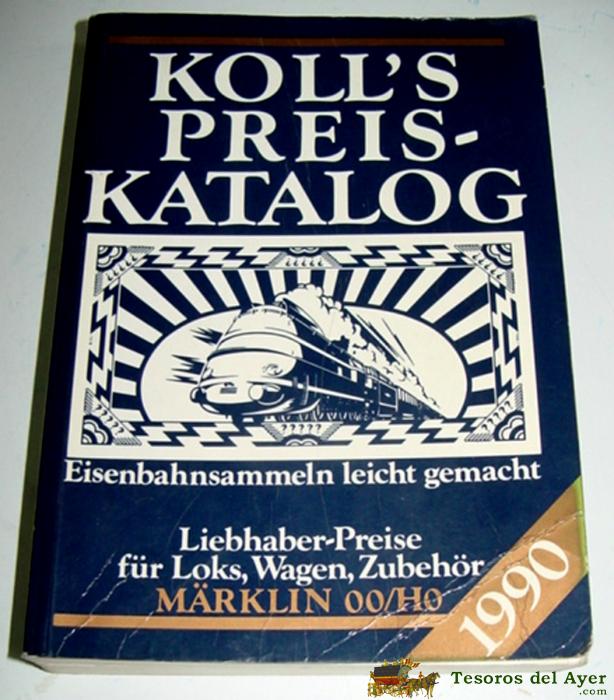 KOLL'S
PREIS-
KATALOG
Eisenbahnsammeln leicht gemacht
Liebhaber-Preise
für Loks, Wagen, Zubehör
MÄRKLIN 00/H0
1990
Tesoros del Ayer
.com